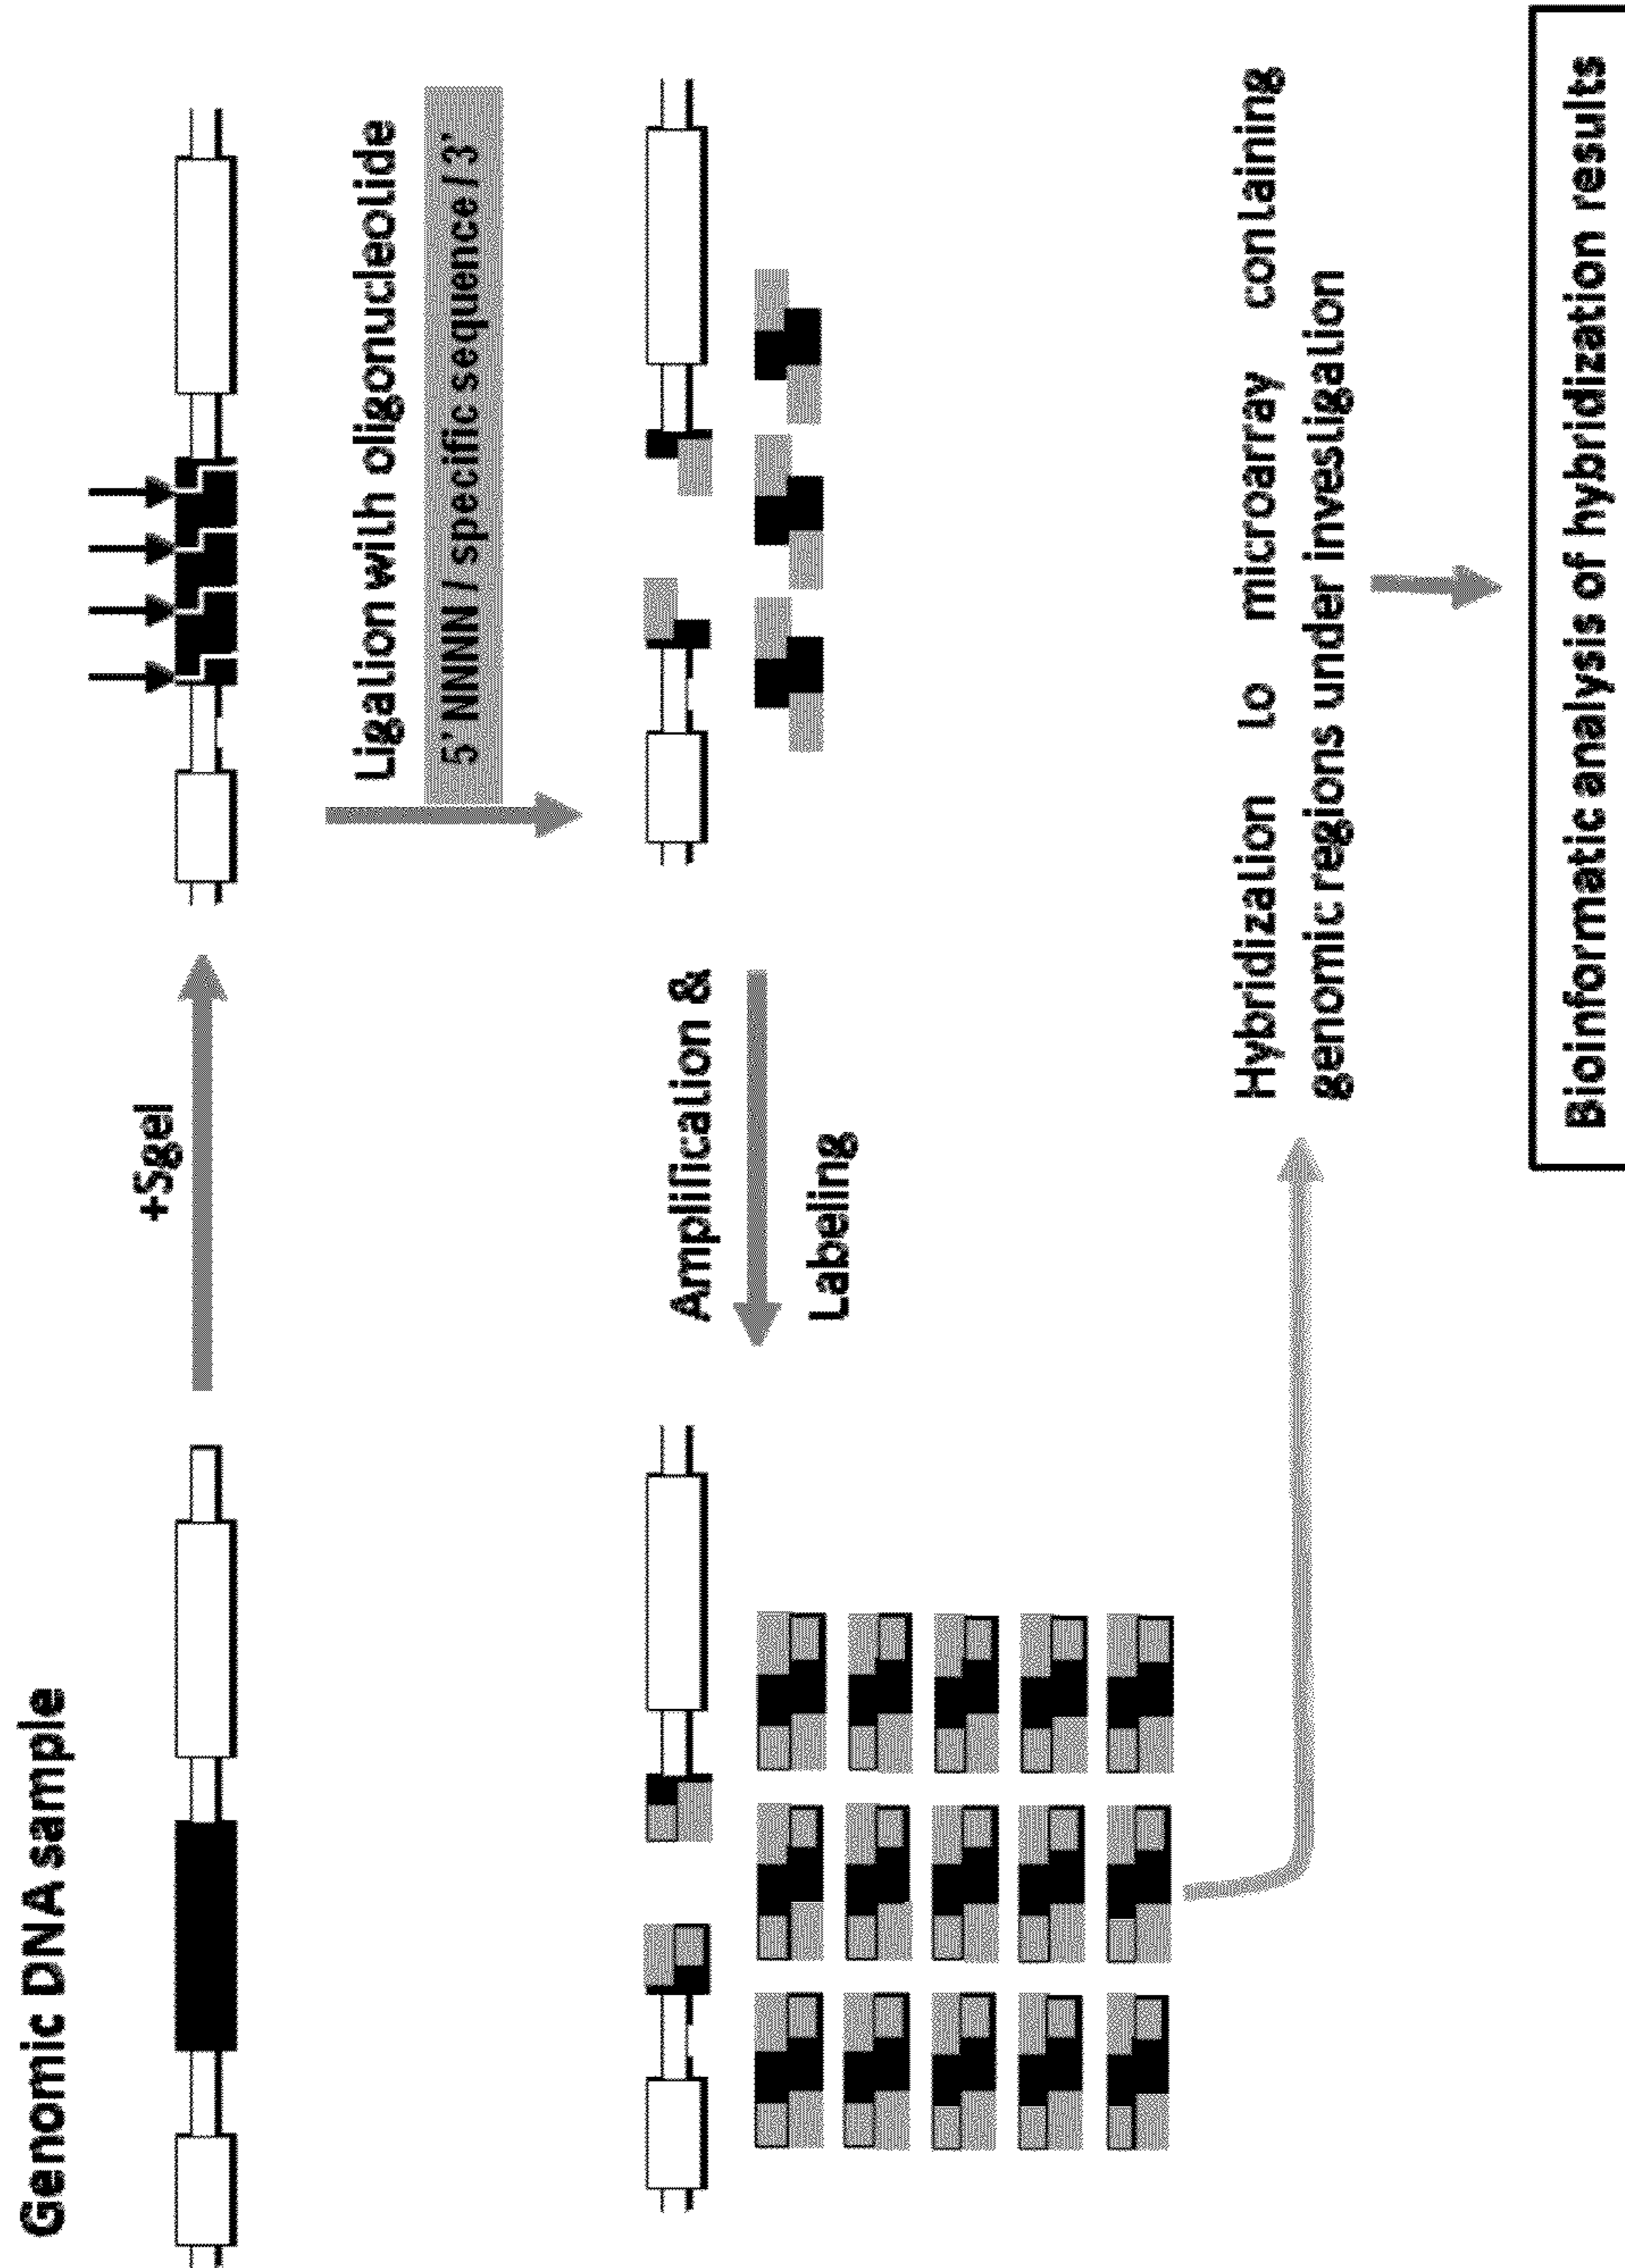 Genomic DNA sample
+SgeI
Ligation with oligonucleotide
5' NNNN / specific sequence / 3'
Amplification &
Labeling
Hybridization to microarray containing
genomic regions under investigation
Bioinformatic analysis of hybridization results